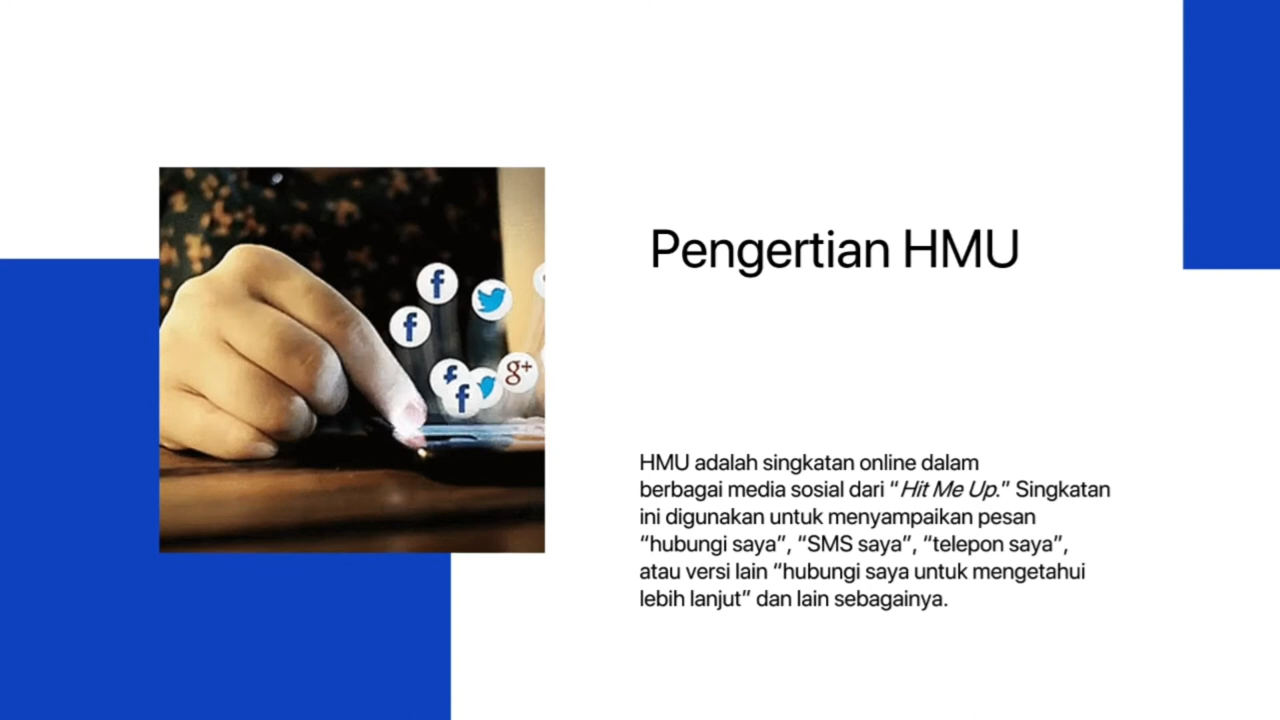 Pengertian HMU
HMU adalah singkatan online dalam
berbagai media sosial dari “Hit Me Up.” Singkatan
ini digunakan untuk menyampaikan pesan
“hubungi saya”, “SMS saya”, “telepon saya”,
atau versi lain “hubungi saya untuk mengetahui
lebih lanjut” dan lain sebagainya.
f
f
f
f
g+